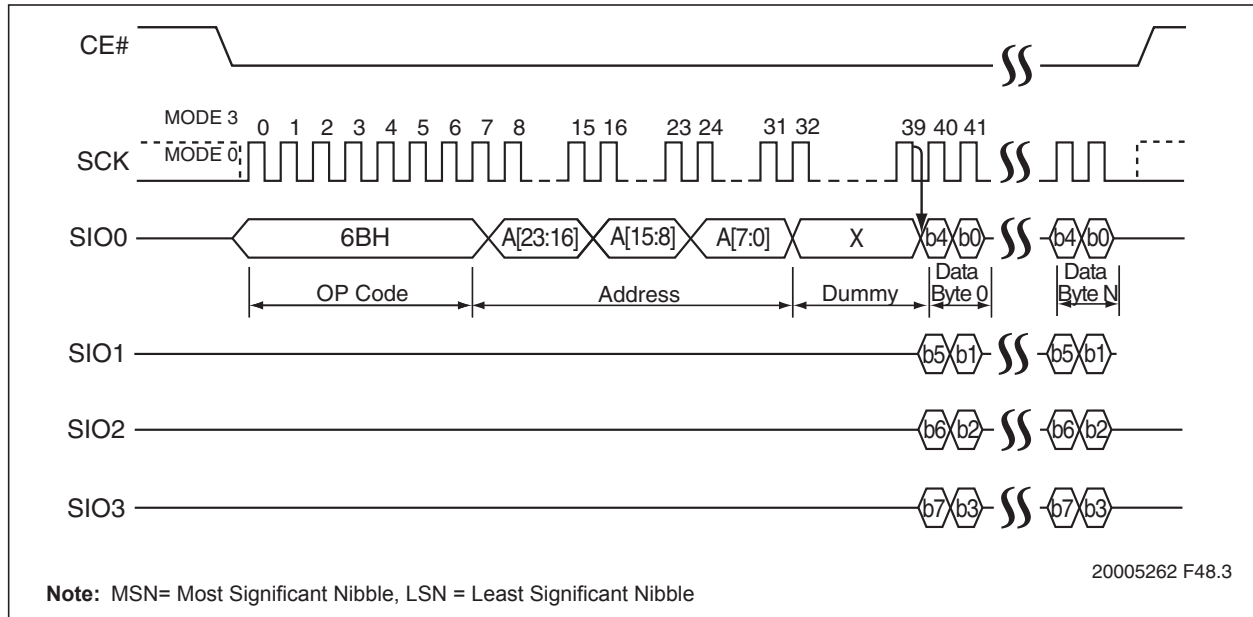 CE#
MODE 3
0 1 2 3 4 5 6 7 8 15 16 23 24 31 32 39 40 41
SCK
MODE 0
SIO0
6BH A[23:16] A[15:8] A[7:0] X b4 b0 b4 b0
OP Code Address Dummy Data Byte 0 Data Byte N
SIO1 b5 b1 b5 b1
SIO2 b6 b2 b6 b2
SIO3 b7 b3 b7 b3
20005262 F48.3
Note: MSN= Most Significant Nibble, LSN = Least Significant Nibble